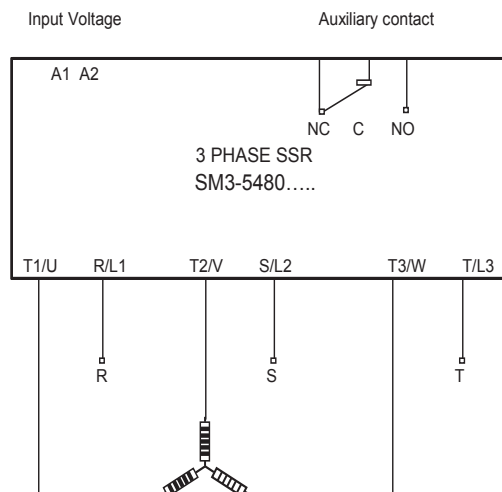 Input Voltage Auxiliary contact
A1 A2
NC C NO
3 PHASE SSR
SM3-5480.....
T1/U R/L1 T2/V S/L2 T3/W T/L3
R S T